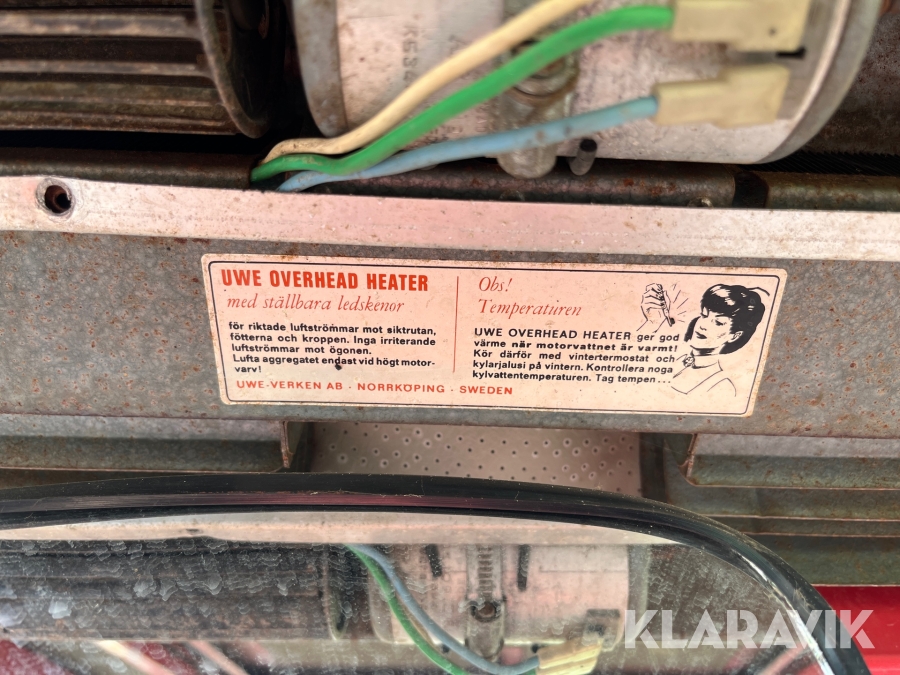 UWE OVERHEAD HEATER
med ställbara ledskenor
för riktade luftströmmar mot siktrutan,
fötterna och kroppen. Inga irriterande
luftströmmar mot ögonen.
Lufta aggregatet endast vid högt motor-
varv!
UWE-VERKEN AB · NORRKÖPING · SWEDEN
Obs!
Temperaturen
UWE OVERHEAD HEATER ger god
värme när motorvattnet är varmt!
Kör därför med vintertermostat och
kylarjalusi på vintern. Kontrollera noga
kylvattentemperaturen. Tag tempen...
KLARAVIK